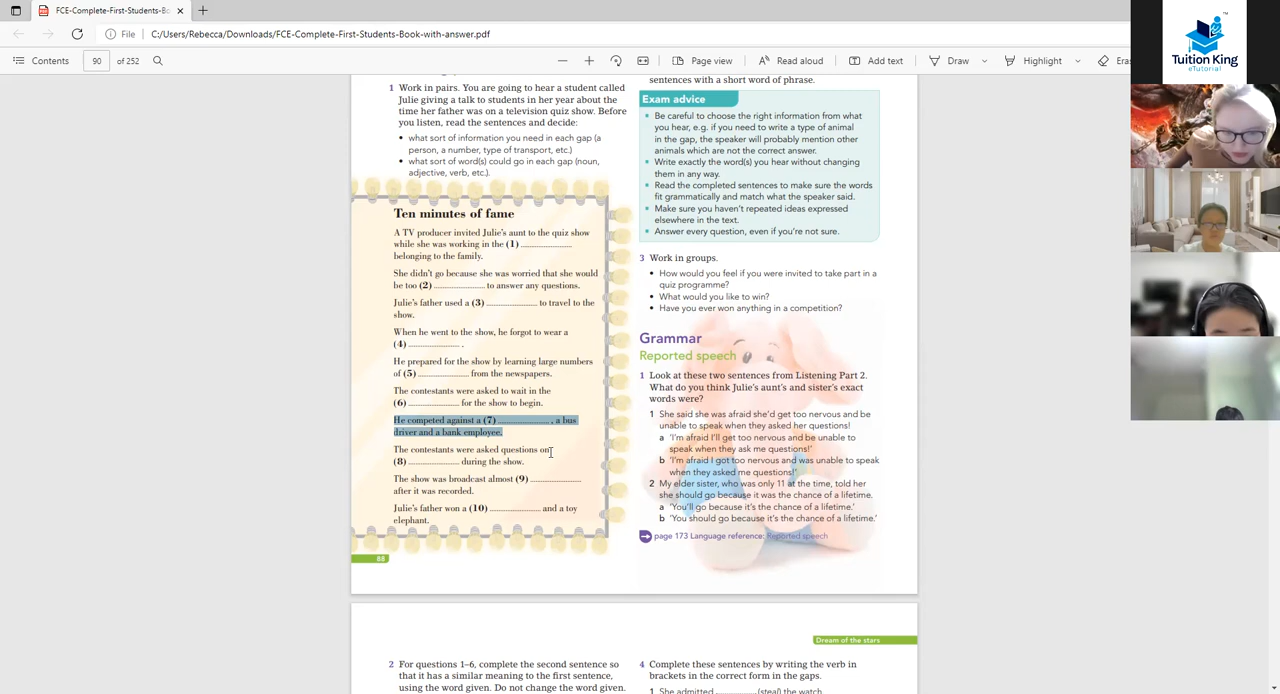 FCE-Complete-First-Students-B
File
C:/Users/Rebecca/Downloads/FCE-Complete-First-Students-Book-with-answer.pdf
Contents
90
of 252
Page view
Read aloud
Add text
Draw
Highlight
Tuition King
eTutorial
TM
1 Work in pairs. You are going to hear a student called
Julie giving a talk to students in her year about the
time her father was on a television quiz show. Before
you listen, read the sentences and decide:
• what sort of information you need in each gap (a
person, a number, type of transport, etc.)
• what sort of word(s) could go in each gap (noun,
adjective, verb, etc.).
Ten minutes of fame
A TV producer invited Julie's aunt to the quiz show
while she was working in the (1) ....................
belonging to the family.
She didn't go because she was worried that she would
be too (2) .................... to answer any questions.
Julie's father used a (3) .................... to travel to the
show.
When he went to the show, he forgot to wear a
(4) .................... .
He prepared for the show by learning large numbers
of (5) .................... from the newspapers.
The contestants were asked to wait in the
(6) .................... for the show to begin.
He competed against a (7) .................... , a bus
driver and a bank employee.
The contestants were asked questions on
(8) .................... during the show.
The show was broadcast almost (9) ....................
after it was recorded.
Julie's father won a (10) .................... and a toy
elephant.
88
sentences with a short word of phrase.
Exam advice
• Be careful to choose the right information from what
you hear, e.g. if you need to write a type of animal
in the gap, the speaker will probably mention other
animals which are not the correct answer.
• Write exactly the word(s) you hear without changing
them in any way.
• Read the completed sentences to make sure the words
fit grammatically and match what the speaker said.
• Make sure you haven't repeated ideas expressed
elsewhere in the text.
• Answer every question, even if you're not sure.
3 Work in groups.
• How would you feel if you were invited to take part in a
quiz programme?
• What would you like to win?
• Have you ever won anything in a competition?
Grammar
Reported speech
1 Look at these two sentences from Listening Part 2.
What do you think Julie's aunt's and sister's exact
words were?
1 She said she was afraid she'd get too nervous and be
unable to speak when they asked her questions!
a 'I'm afraid I'll get too nervous and be unable to
speak when they ask me questions!'
b 'I'm afraid I got too nervous and was unable to speak
when they asked me questions!'
2 My elder sister, who was only 11 at the time, told her
she should go because it was the chance of a lifetime.
a 'You'll go because it's the chance of a lifetime.'
b 'You should go because it's the chance of a lifetime.'
page 173 Language reference: Reported speech
Dream of the stars
2 For questions 1–6, complete the second sentence so
that it has a similar meaning to the first sentence,
using the word given. Do not change the word given.
4 Complete these sentences by writing the verb in
brackets in the correct form in the gaps.
1 She admitted .................... (steal) the watch.